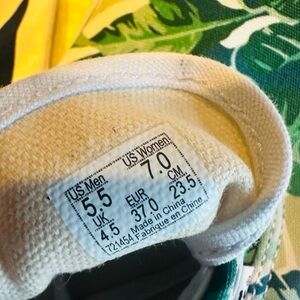 US Men US Women
5.5 7.0
UK EUR CM
4.5 37.0 23.5
721454 Made in China
Fabrique en Chine